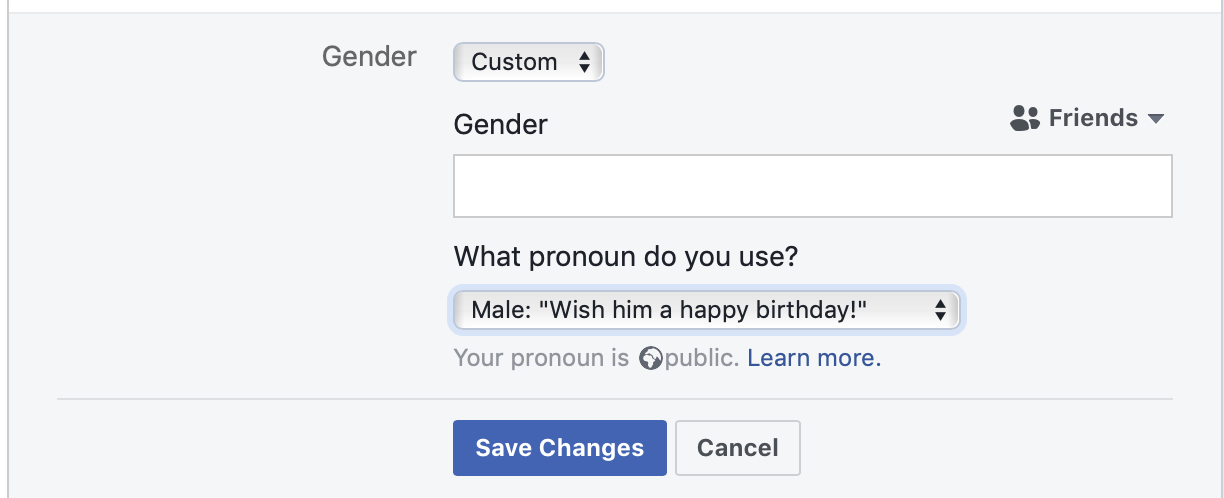 Gender
Custom
Gender
Friends
What pronoun do you use?
Male: "Wish him a happy birthday!"
Your pronoun is public. Learn more.
Save Changes
Cancel